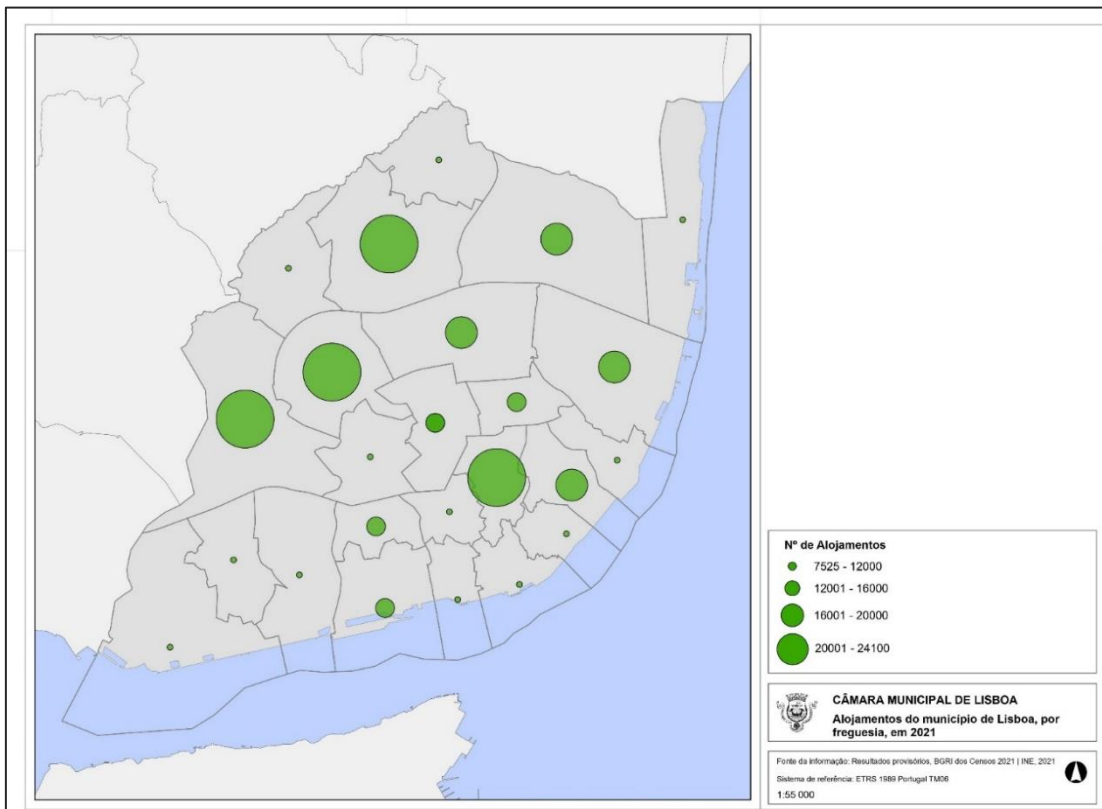 Nº de Alojamentos
7525 - 12000
12001 - 16000
16001 - 20000
20001 - 24100
CÂMARA MUNICIPAL DE LISBOA
Alojamentos do município de Lisboa, por
freguesia, em 2021
Fonte da informação: Resultados provisórios, BGRI dos Censos 2021 | INE, 2021
Sistema de referência: ETRS 1989 Portugal TM06
1:55 000